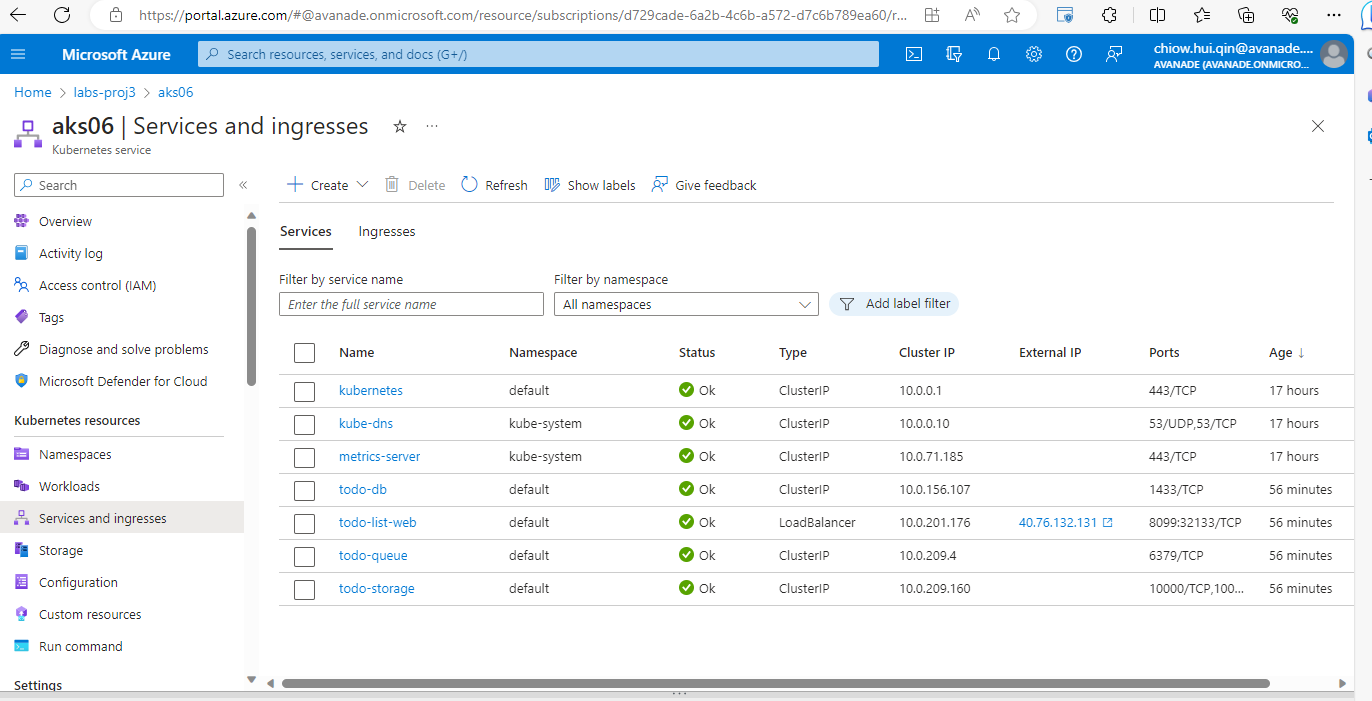 https://portal.azure.com/#@avanade.onmicrosoft.com/resource/subscriptions/d729cade-6a2b-4c6b-a572-d7c6b789ea60/r...
Microsoft Azure
Search resources, services, and docs (G+/)
chiow.hui.qin@avanade....
AVANADE (AVANADE.ONMICRO...
Home > labs-proj3 > aks06
aks06 | Services and ingresses
Kubernetes service
Search
Create Delete Refresh Show labels Give feedback
Overview
Activity log
Access control (IAM)
Tags
Diagnose and solve problems
Microsoft Defender for Cloud
Kubernetes resources
Namespaces
Workloads
Services and ingresses
Storage
Configuration
Custom resources
Run command
Settings
Services Ingresses
Filter by service name Filter by namespace
Enter the full service name All namespaces Add label filter
Name Namespace Status Type Cluster IP External IP Ports Age ↓
kubernetes default Ok ClusterIP 10.0.0.1 443/TCP 17 hours
kube-dns kube-system Ok ClusterIP 10.0.0.10 53/UDP,53/TCP 17 hours
metrics-server kube-system Ok ClusterIP 10.0.71.185 443/TCP 17 hours
todo-db default Ok ClusterIP 10.0.156.107 1433/TCP 56 minutes
todo-list-web default Ok LoadBalancer 10.0.201.176 40.76.132.131 8099:32133/TCP 56 minutes
todo-queue default Ok ClusterIP 10.0.209.4 6379/TCP 56 minutes
todo-storage default Ok ClusterIP 10.0.209.160 10000/TCP,100... 56 minutes